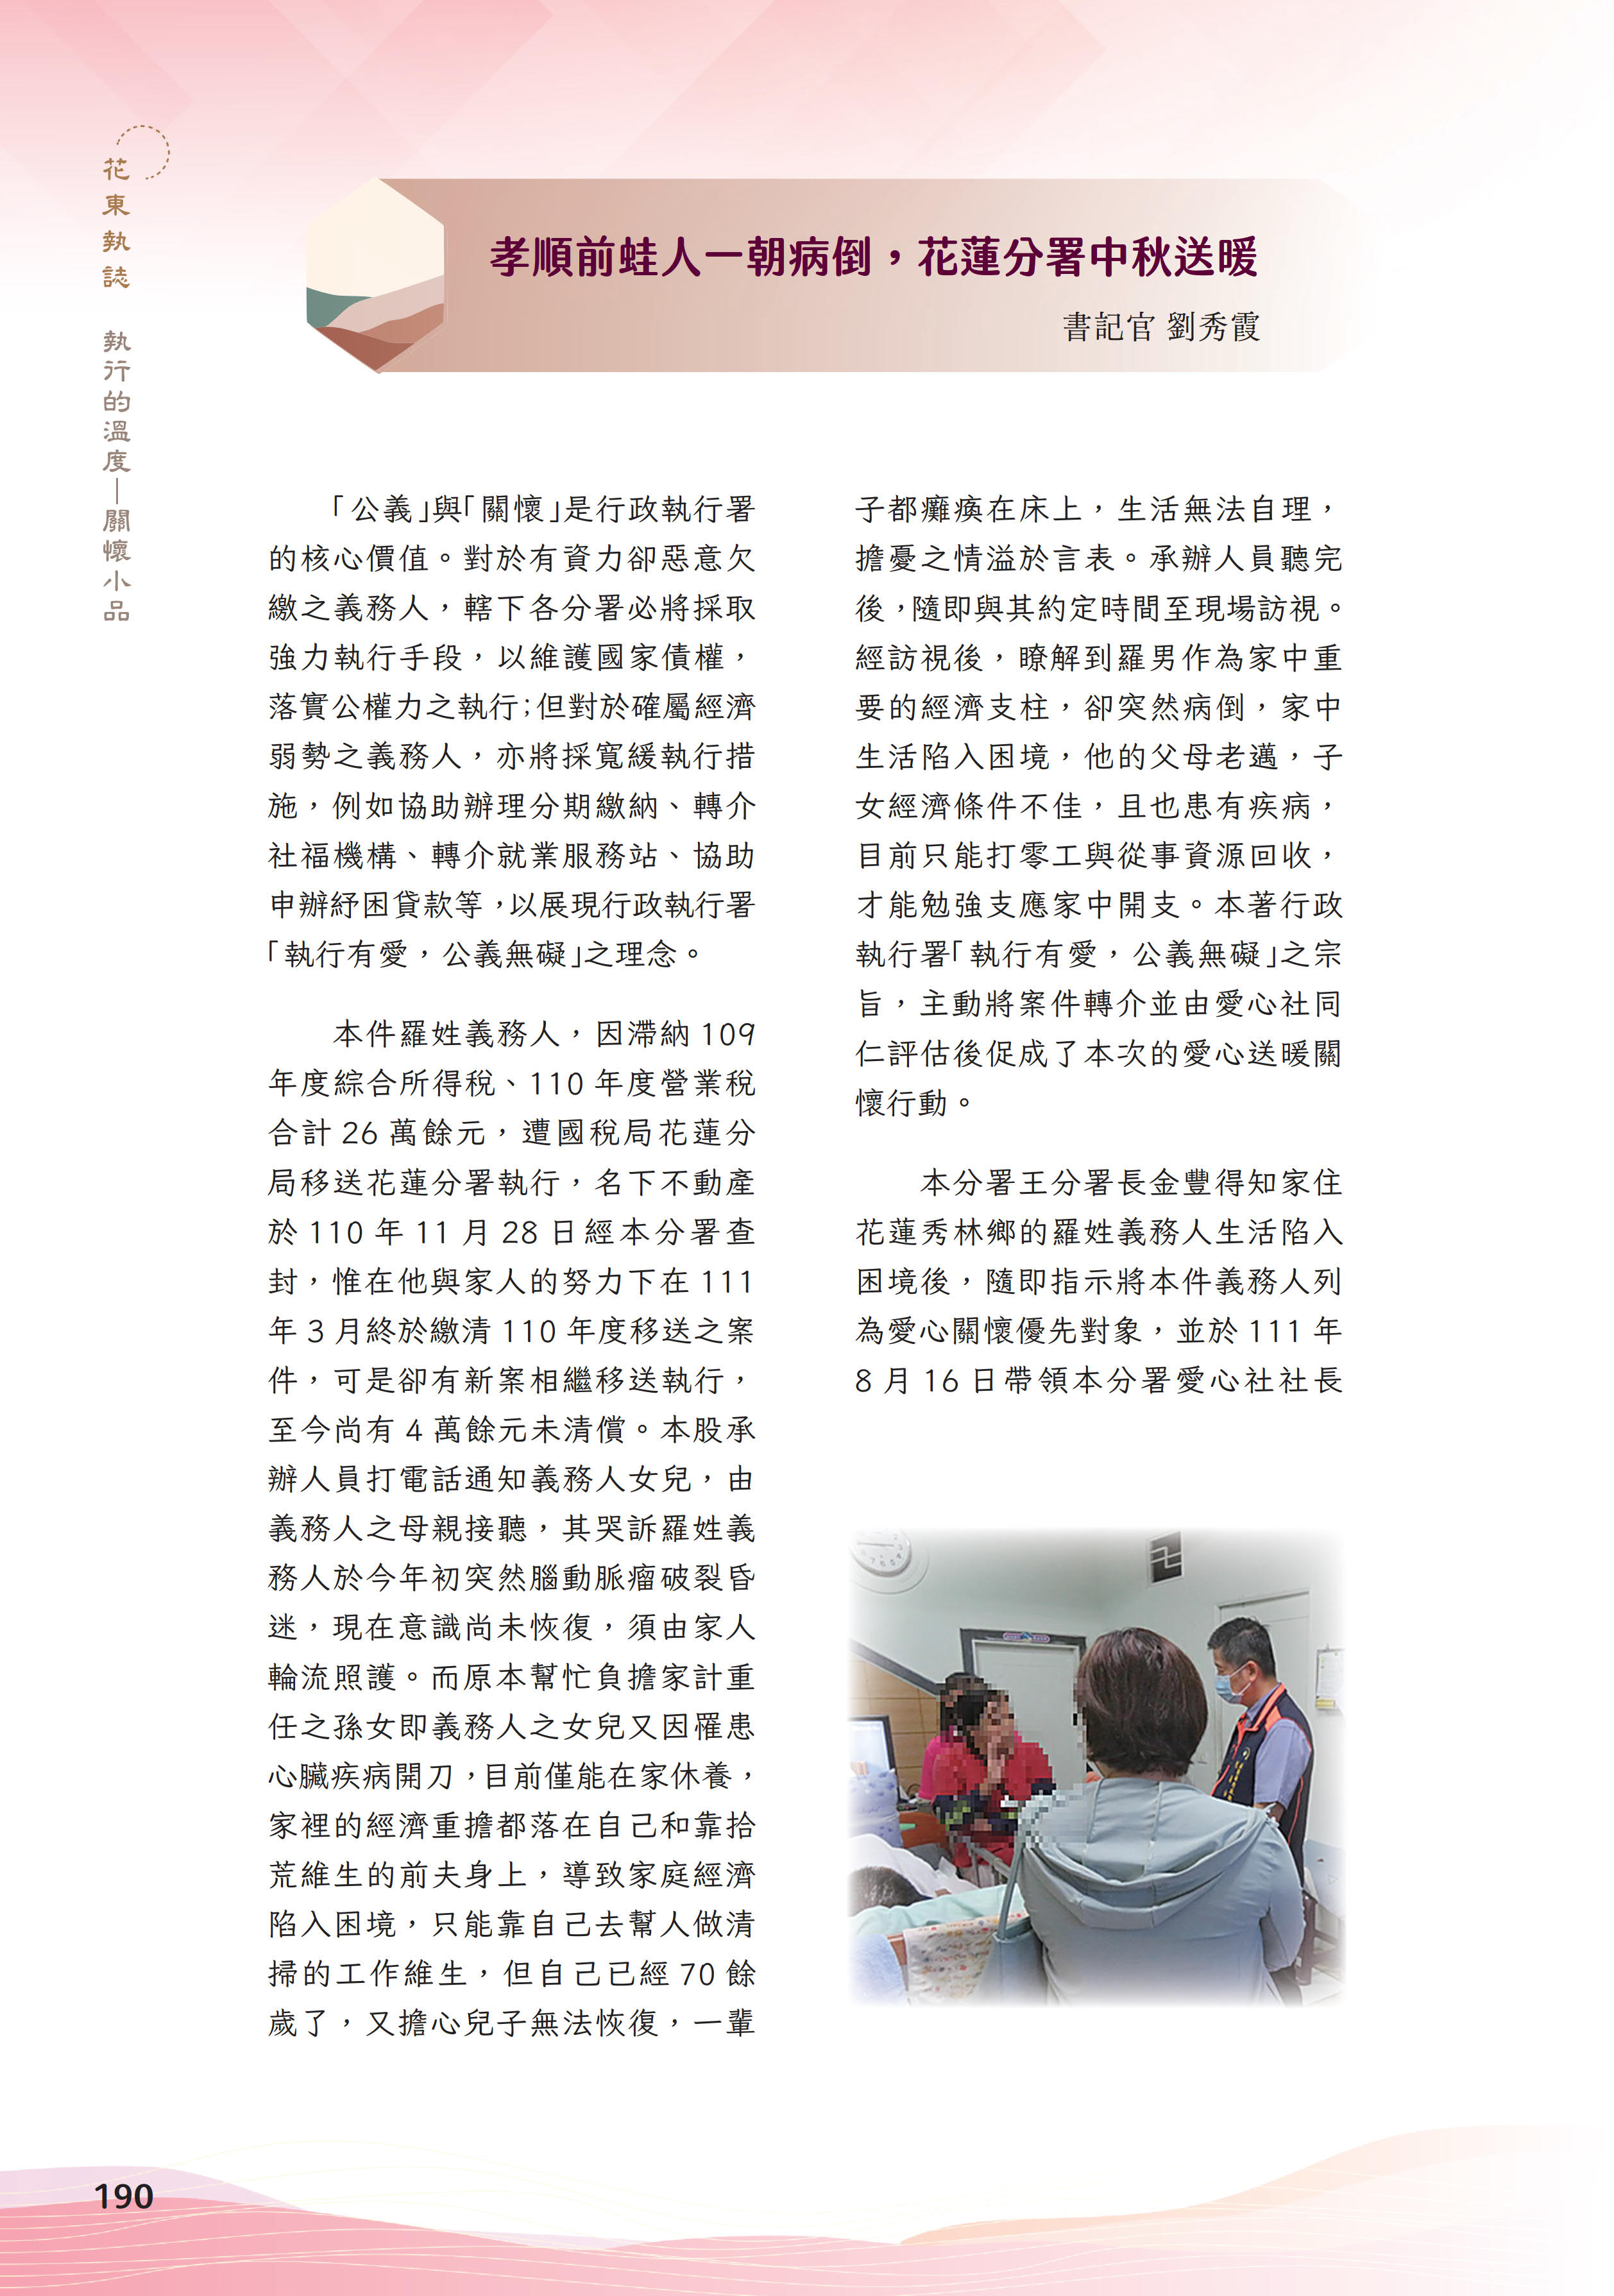 花東執誌　執行的溫度—關懷小品
孝順前蛙人一朝病倒，花蓮分署中秋送暖
書記官 劉秀霞
「公義」與「關懷」是行政執行署
的核心價值。對於有資力卻惡意欠
繳之義務人，轄下各分署必將採取
強力執行手段，以維護國家債權，
落實公權力之執行；但對於確屬經濟
弱勢之義務人，亦將採寬緩執行措
施，例如協助辦理分期繳納、轉介
社福機構、轉介就業服務站、協助
申辦紓困貸款等，以展現行政執行署
「執行有愛，公義無礙」之理念。
本件羅姓義務人，因滯納 109
年度綜合所得稅、110 年度營業稅
合計 26 萬餘元，遭國稅局花蓮分
局移送花蓮分署執行，名下不動產
於 110 年 11 月 28 日經本分署查
封，惟在他與家人的努力下在 111
年 3 月終於繳清 110 年度移送之案
件，可是卻有新案相繼移送執行，
至今尚有 4 萬餘元未清償。本股承
辦人員打電話通知義務人女兒，由
義務人之母親接聽，其哭訴羅姓義
務人於今年初突然腦動脈瘤破裂昏
迷，現在意識尚未恢復，須由家人
輪流照護。而原本幫忙負擔家計重
任之孫女即義務人之女兒又因罹患
心臟疾病開刀，目前僅能在家休養，
家裡的經濟重擔都落在自己和靠拾
荒維生的前夫身上，導致家庭經濟
陷入困境，只能靠自己去幫人做清
掃的工作維生，但自己已經 70 餘
歲了，又擔心兒子無法恢復，一輩
子都癱瘓在床上，生活無法自理，
擔憂之情溢於言表。承辦人員聽完
後，隨即與其約定時間至現場訪視。
經訪視後，瞭解到羅男作為家中重
要的經濟支柱，卻突然病倒，家中
生活陷入困境，他的父母老邁，子
女經濟條件不佳，且也患有疾病，
目前只能打零工與從事資源回收，
才能勉強支應家中開支。本著行政
執行署「執行有愛，公義無礙」之宗
旨，主動將案件轉介並由愛心社同
仁評估後促成了本次的愛心送暖關
懷行動。
本分署王分署長金豐得知家住
花蓮秀林鄉的羅姓義務人生活陷入
困境後，隨即指示將本件義務人列
為愛心關懷優先對象，並於 111 年
8 月 16 日帶領本分署愛心社社長
190